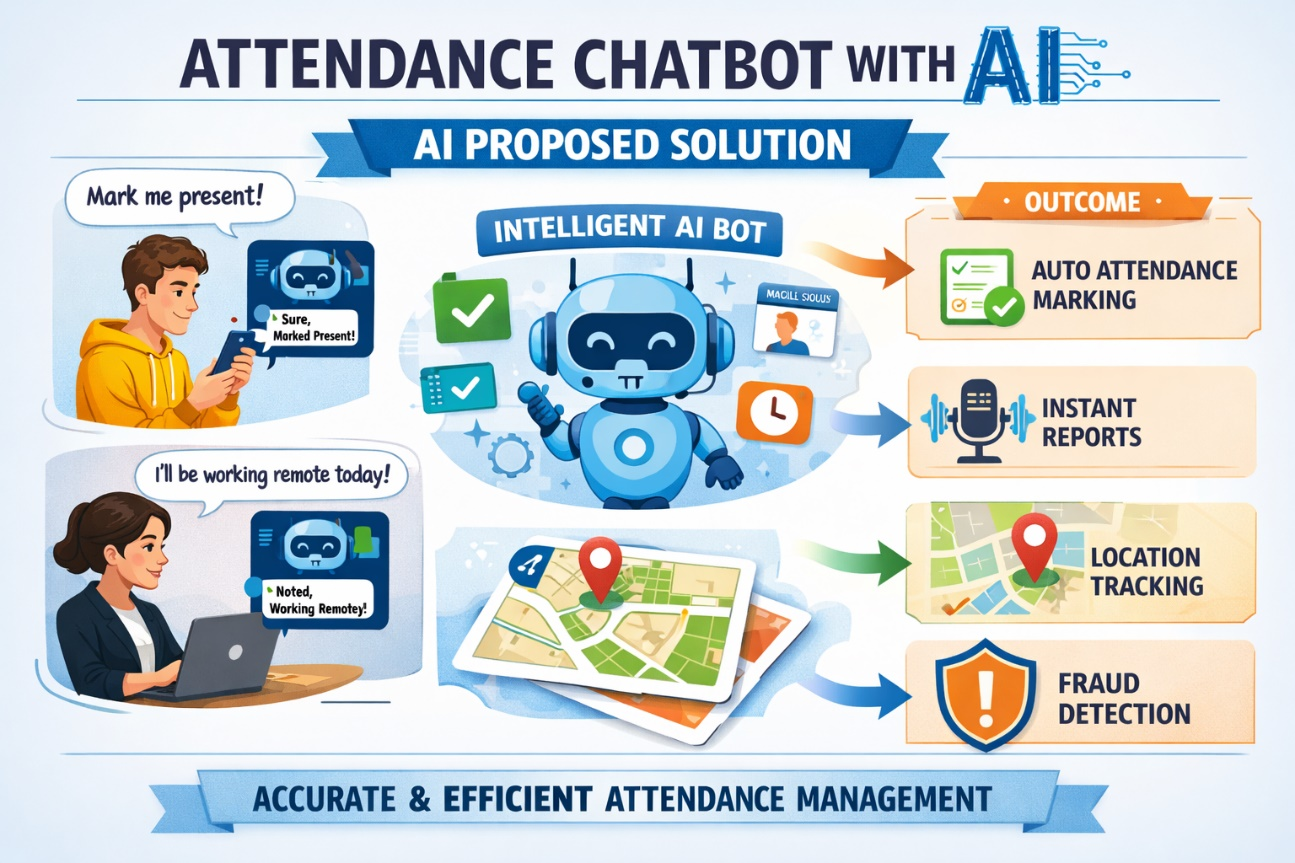 ATTENDANCE CHATBOT WITH AI
AI PROPOSED SOLUTION
Mark me present!
Sure,
Marked Present!
I'll be working remote today!
Noted,
Working Remotey!
INTELLIGENT AI BOT
OUTCOME
AUTO ATTENDANCE
MARKING
INSTANT
REPORTS
LOCATION
TRACKING
FRAUD
DETECTION
ACCURATE & EFFICIENT ATTENDANCE MANAGEMENT